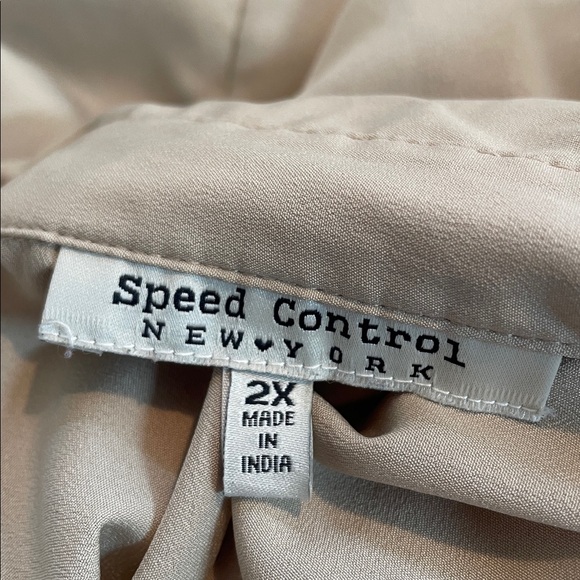 Speed Control
NEW♥YORK
2X
MADE
IN
INDIA